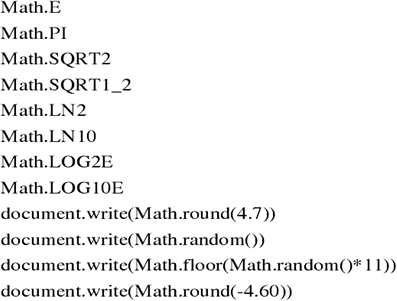 Math.E
Math.PI
Math.SQRT2
Math.SQRT1_2
Math.LN2
Math.LN10
Math.LOG2E
Math.LOG10E
document.write(Math.round(4.7))
document.write(Math.random())
document.write(Math.floor(Math.random()*11))
document.write(Math.round(-4.60))